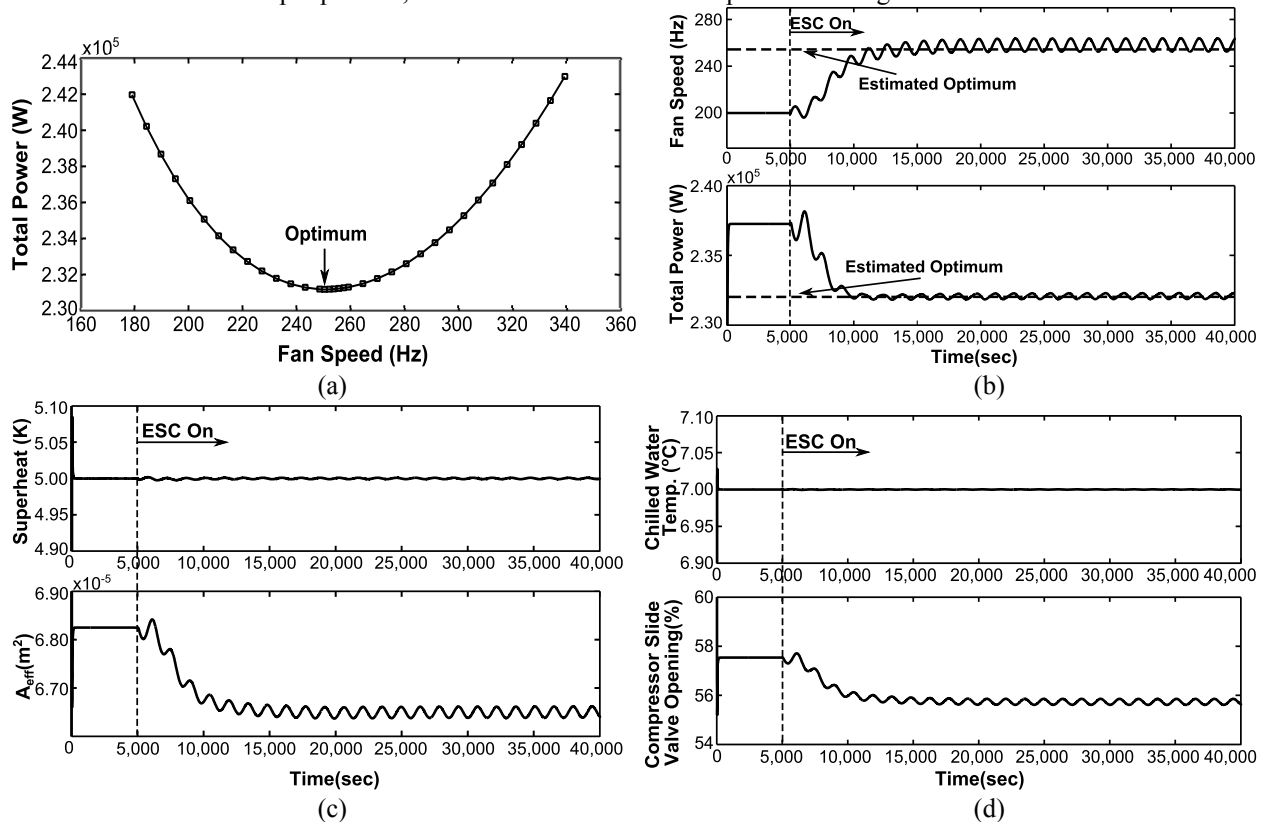 x10⁵
2.44
2.42
2.40
2.38
2.36
2.34
2.32
2.30
Total Power (W)
Optimum
160 180 200 220 240 260 280 300 320 340 360
Fan Speed (Hz)
(a)
280
240
200
Fan Speed (Hz)
ESC On
Estimated Optimum
0 5,000 10,000 15,000 20,000 25,000 30,000 35,000 40,000
x10⁵
2.40
2.35
2.30
Total Power (W)
Estimated Optimum
0 5,000 10,000 15,000 20,000 25,000 30,000 35,000 40,000
Time(sec)
(b)
5.10
5.05
5.00
4.95
4.90
Superheat (K)
ESC On
0 5,000 10,000 15,000 20,000 25,000 30,000 35,000 40,000
x10⁻⁵
6.90
6.80
6.70
Aeff(m²)
0 5,000 10,000 15,000 20,000 25,000 30,000 35,000 40,000
Time(sec)
(c)
7.10
7.05
7.00
6.95
6.90
Chilled Water
Temp. (°C)
ESC On
0 5,000 10,000 15,000 20,000 25,000 30,000 35,000 40,000
60
58
56
54
Compressor Slide
Valve Opening(%)
0 5,000 10,000 15,000 20,000 25,000 30,000 35,000 40,000
Time(sec)
(d)